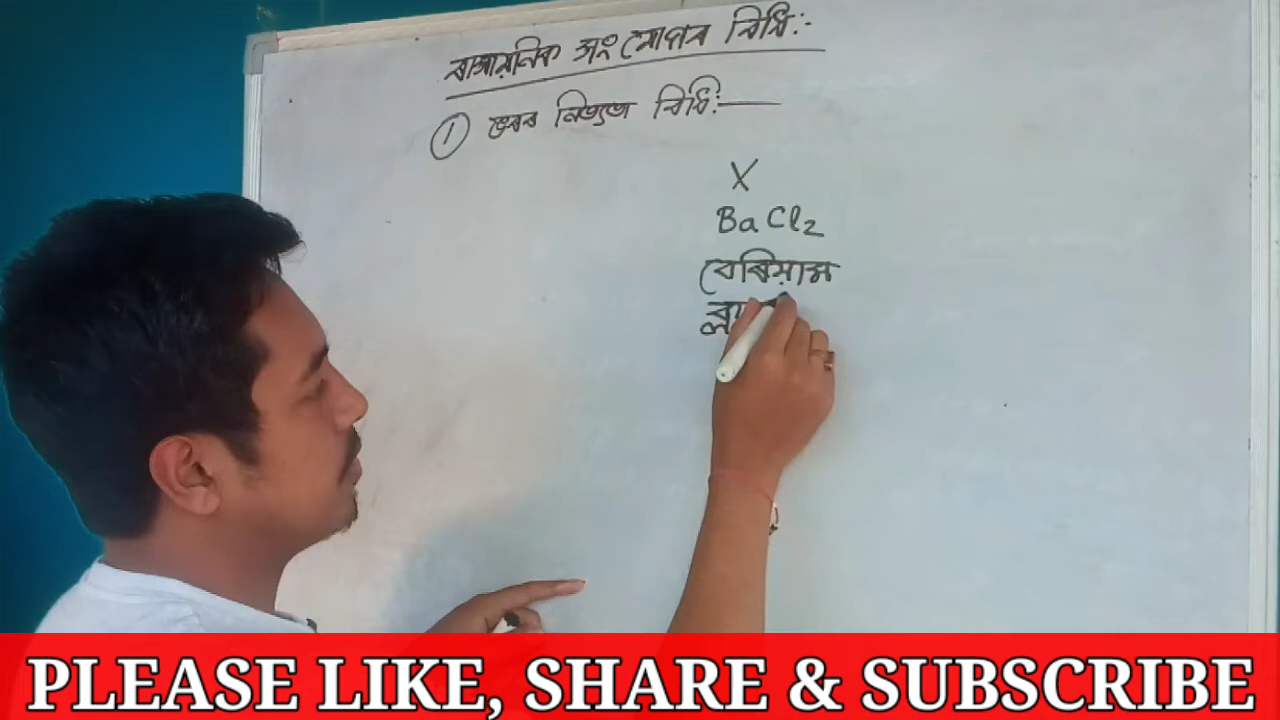 ৰাসায়নিক সংযোগৰ বিধি:-
① ভৰৰ নিত্যতা বিধি:—
X
BaCl₂
বেৰিয়াম
PLEASE LIKE, SHARE & SUBSCRIBE